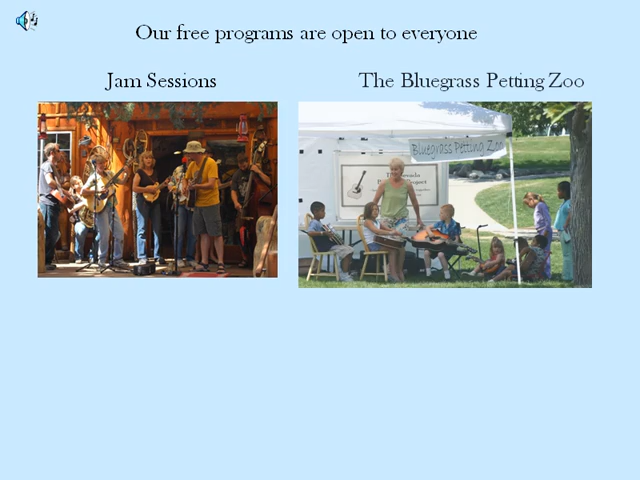 Our free programs are open to everyone
Jam Sessions
The Bluegrass Petting Zoo
Bluegrass Petting Zoo